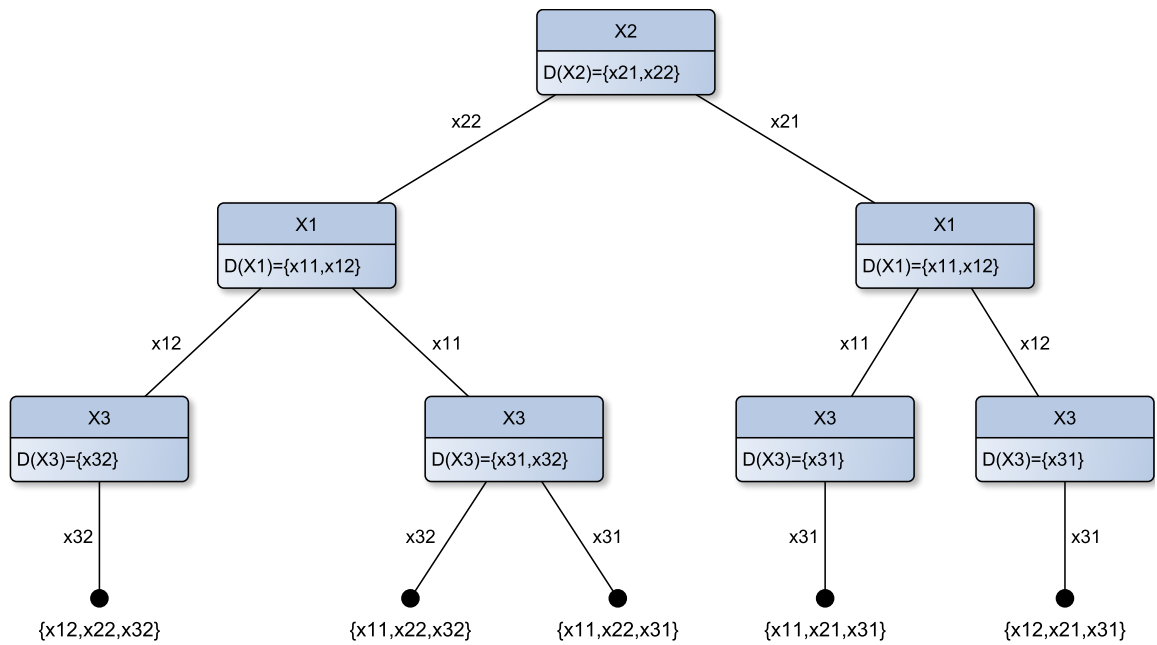 X2
D(X2)={x21,x22}
x22
x21
X1
D(X1)={x11,x12}
X1
D(X1)={x11,x12}
x12
x11
x11
x12
X3
D(X3)={x32}
X3
D(X3)={x31,x32}
X3
D(X3)={x31}
X3
D(X3)={x31}
x32
x32
x31
x31
x31
{x12,x22,x32}
{x11,x22,x32}
{x11,x22,x31}
{x11,x21,x31}
{x12,x21,x31}